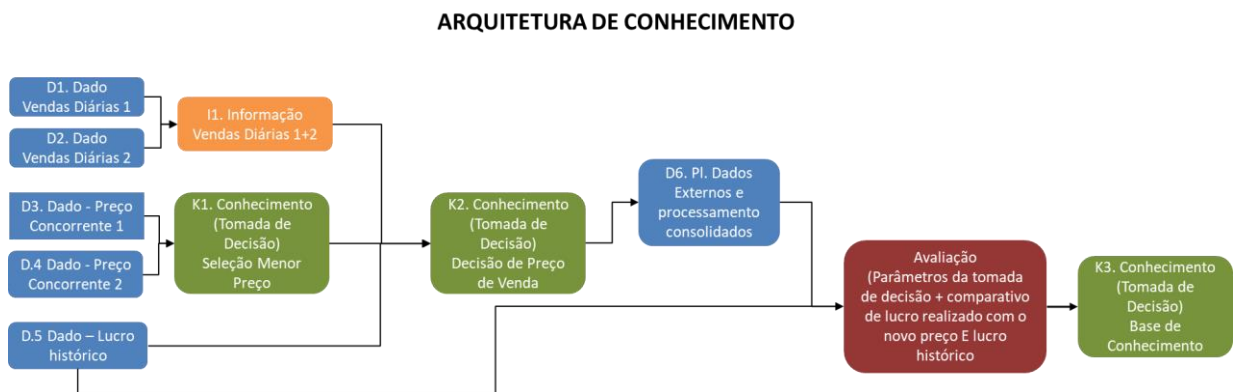 ARQUITETURA DE CONHECIMENTO
D1. Dado
Vendas Diárias 1
D2. Dado
Vendas Diárias 2
I1. Informação
Vendas Diárias 1+2
D3. Dado - Preço
Concorrente 1
D.4 Dado - Preço
Concorrente 2
K1. Conhecimento
(Tomada de
Decisão)
Seleção Menor
Preço
D.5 Dado – Lucro
histórico
K2. Conhecimento
(Tomada de
Decisão)
Decisão de Preço
de Venda
D6. Pl. Dados
Externos e
processamento
consolidados
Avaliação
(Parâmetros da tomada
de decisão + comparativo
de lucro realizado com o
novo preço E lucro
histórico
K3. Conhecimento
(Tomada de
Decisão)
Base de
Conhecimento